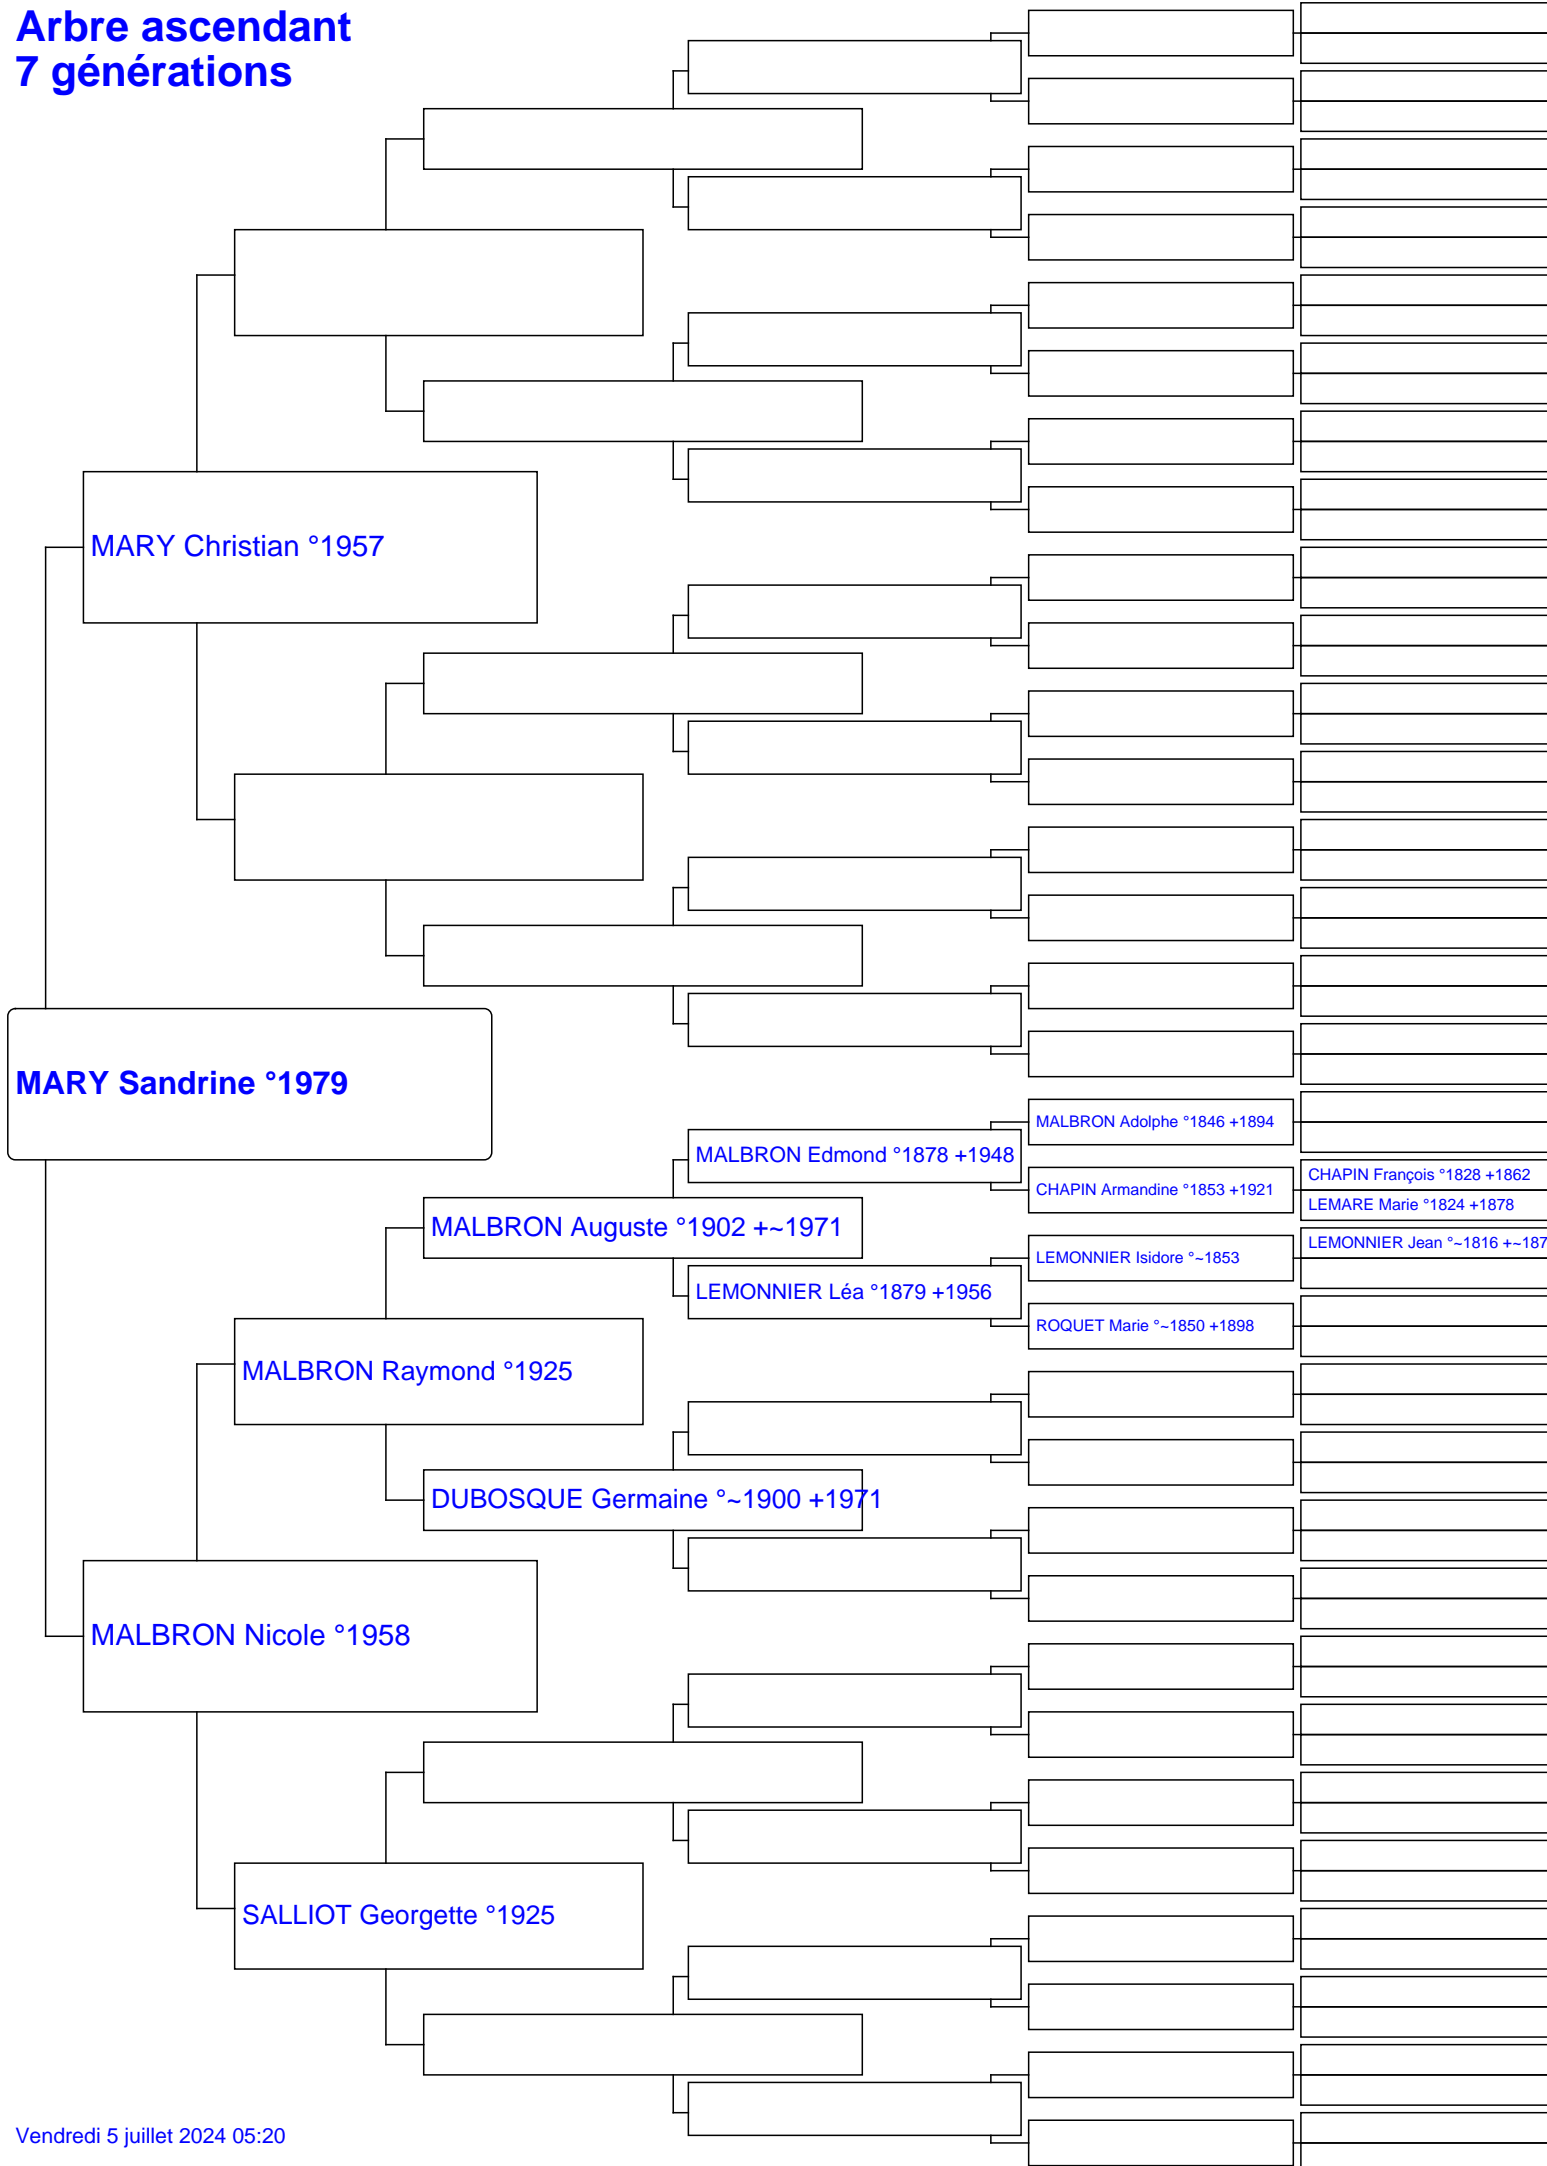 Arbre ascendant
7 générations
MARY Christian °1957
MARY Sandrine °1979
MALBRON Adolphe °1846 +1894
MALBRON Edmond °1878 +1948
CHAPIN François °1828 +1862
CHAPIN Armandine °1853 +1921
LEMARE Marie °1824 +1878
MALBRON Auguste °1902 +~1971
LEMONNIER Jean °~1816 +~187
LEMONNIER Isidore °~1853
LEMONNIER Léa °1879 +1956
ROQUET Marie °~1850 +1898
MALBRON Raymond °1925
DUBOSQUE Germaine °~1900 +1971
MALBRON Nicole °1958
SALLIOT Georgette °1925
Vendredi 5 juillet 2024 05:20